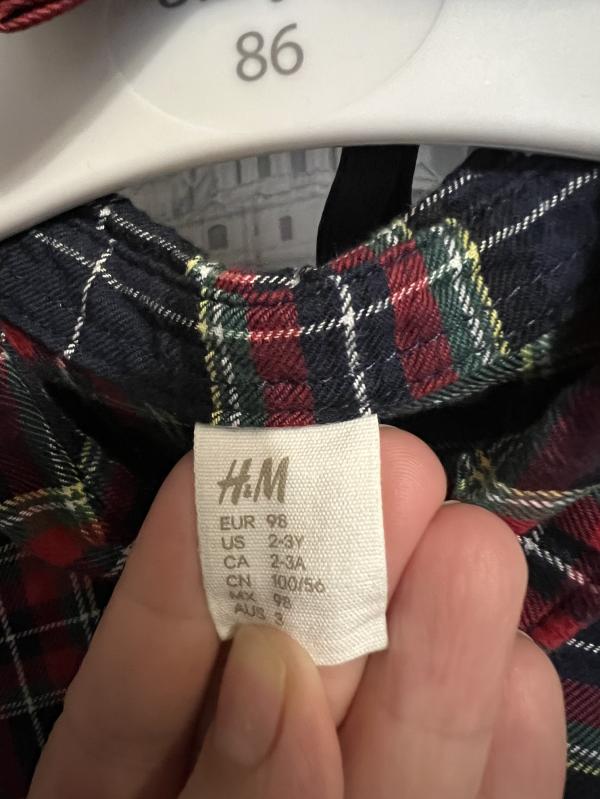 86
H&M
EUR 98
US 2-3Y
CA 2-3A
CN 100/56
MX 98
AUS 3